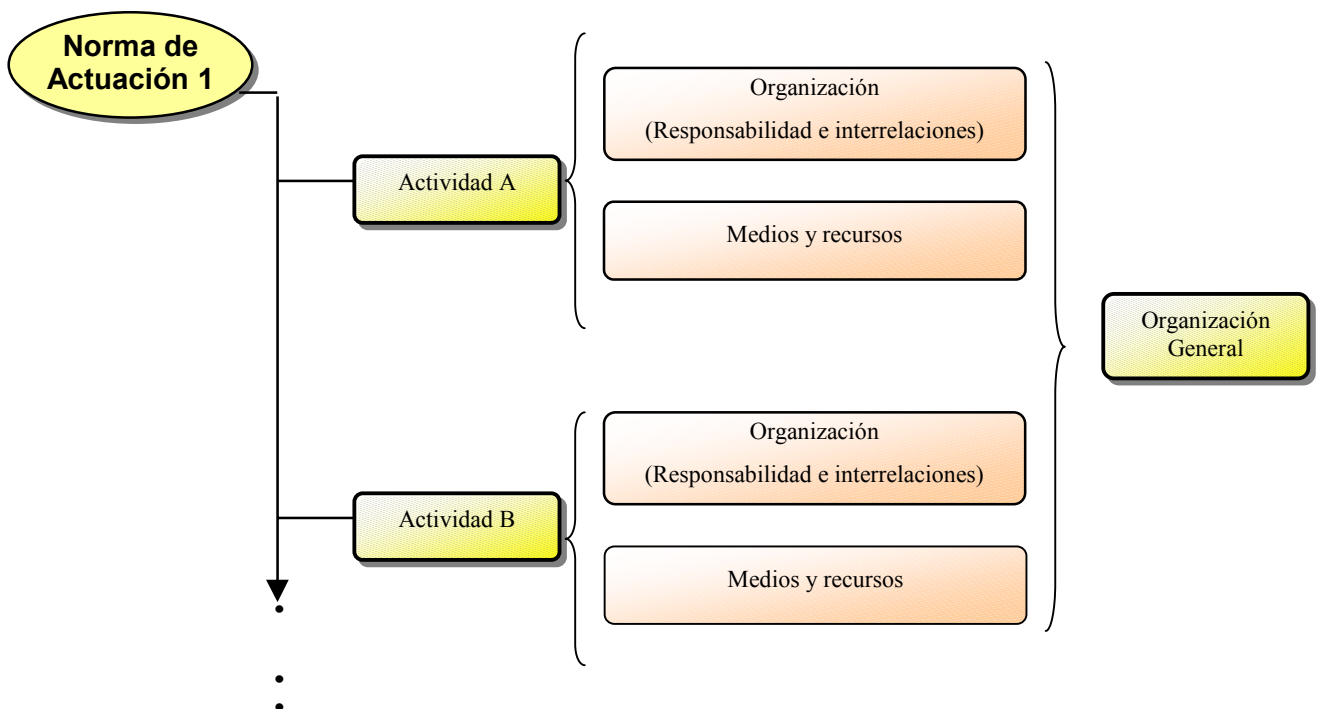 Norma de
Actuación 1
Organización
(Responsabilidad e interrelaciones)
Actividad A
Medios y recursos
Organización
General
Organización
(Responsabilidad e interrelaciones)
Actividad B
Medios y recursos